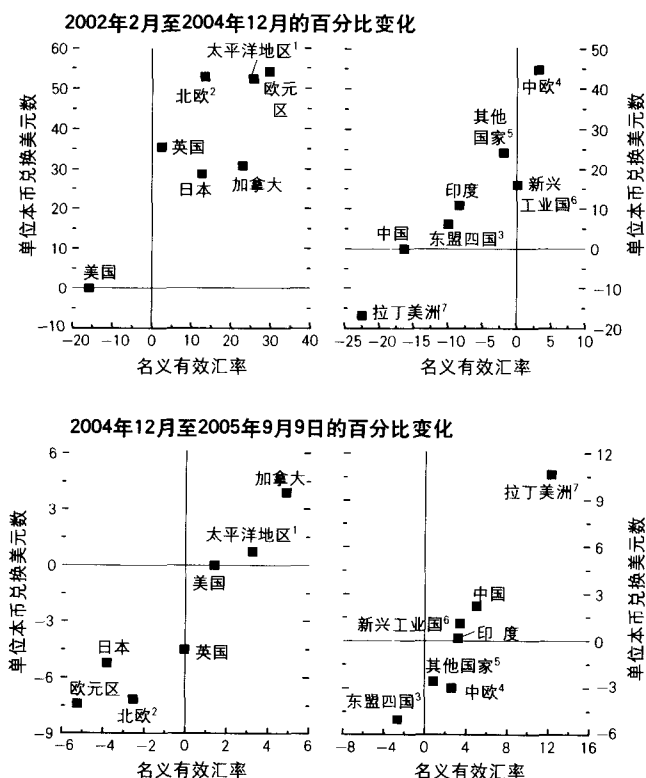 2002年2月至2004年12月的百分比变化
单位本币兑换美元数
60
50
40
30
20
10
0
−10
太平洋地区¹
北欧²
欧元
区
英国
日本
加拿大
美国
−20
−10
0
10
20
30
40
名义有效汇率
50
40
30
20
10
0
−10
−20
单位本币兑换美元数
中欧⁴
其他
国家⁵
印度
新兴
工业国⁶
中国
东盟四国³
拉丁美洲⁷
−25
−20
−15
−10
−5
0
5
10
名义有效汇率
2004年12月至2005年9月9日的百分比变化
单位本币兑换美元数
6
3
0
−3
−6
−9
加拿大
太平洋地区¹
美国
英国
日本
欧元区
北欧²
−6
−4
−2
0
2
4
6
名义有效汇率
12
9
6
3
0
−3
−6
单位本币兑换美元数
拉丁美洲⁷
中国
新兴工业国⁶
印 度
其他国家⁵
中欧⁴
东盟四国³
−8
−4
0
4
8
12
16
名义有效汇率